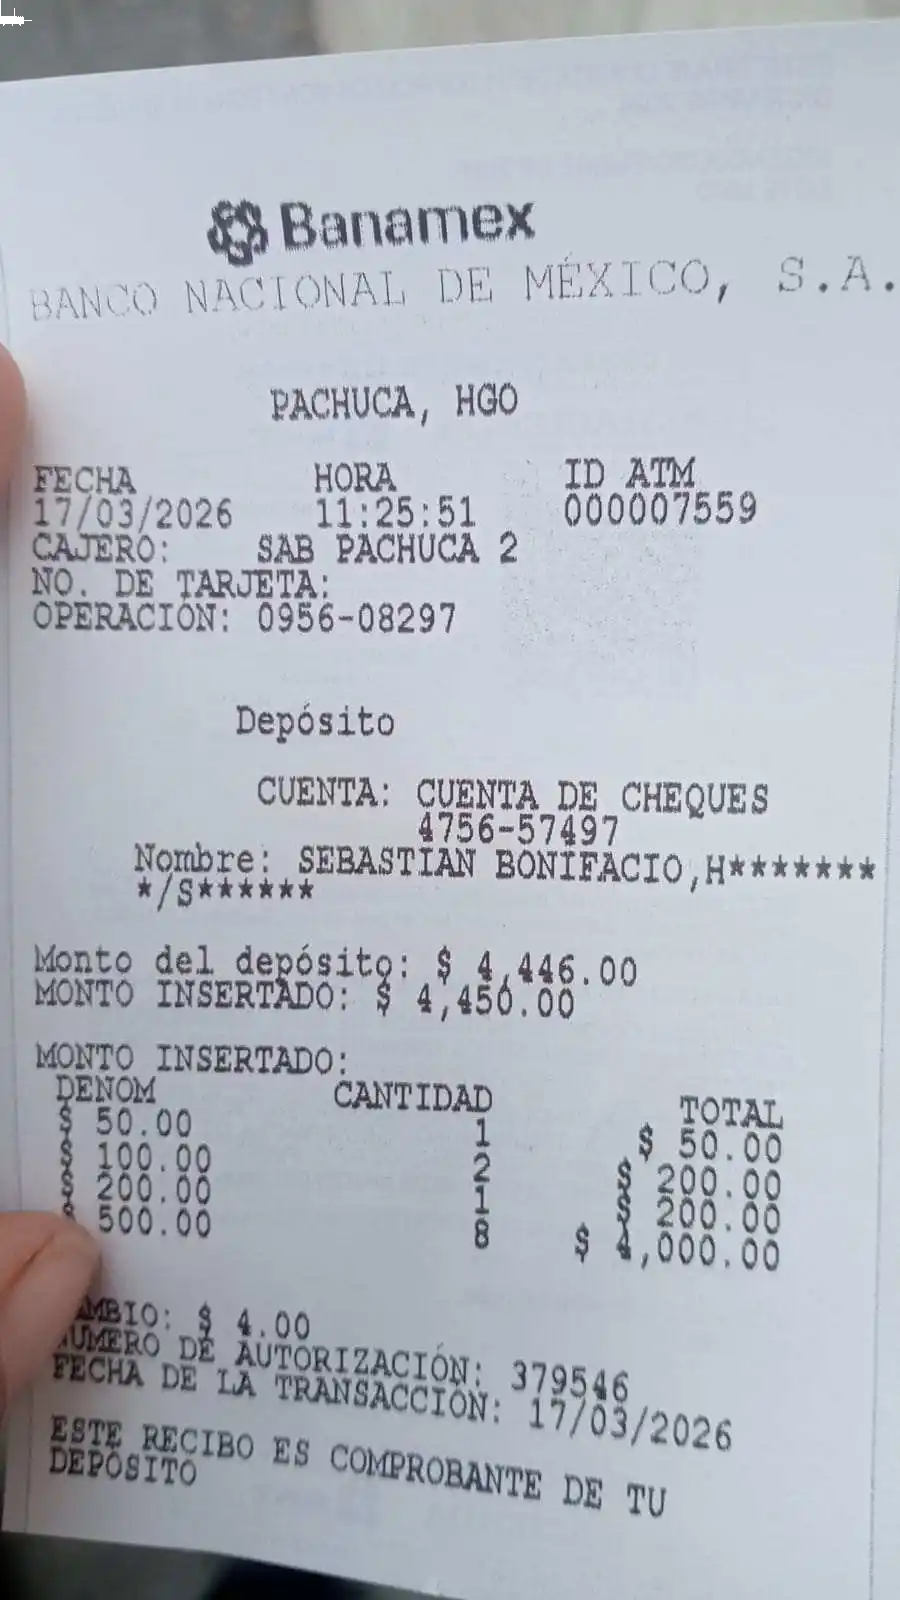 Banamex
BANCO NACIONAL DE MÉXICO, S.A.
PACHUCA, HGO
FECHA HORA ID ATM
17/03/2026 11:25:51 000007559
CAJERO: SAB PACHUCA 2
NO. DE TARJETA:
OPERACIÓN: 0956-08297
Depósito
CUENTA: CUENTA DE CHEQUES
4756-57497
Nombre: SEBASTIAN BONIFACIO,H*******
*/S******
Monto del depósito: $ 4,446.00
MONTO INSERTADO: $ 4,450.00
MONTO INSERTADO:
DENOM CANTIDAD TOTAL
$ 50.00 1 $ 50.00
$ 100.00 2 $ 200.00
$ 200.00 1 $ 200.00
$ 500.00 8 $ 4,000.00
AMBIO: $ 4.00
NÚMERO DE AUTORIZACIÓN: 379546
FECHA DE LA TRANSACCIÓN: 17/03/2026
ESTE RECIBO ES COMPROBANTE DE TU
DEPÓSITO